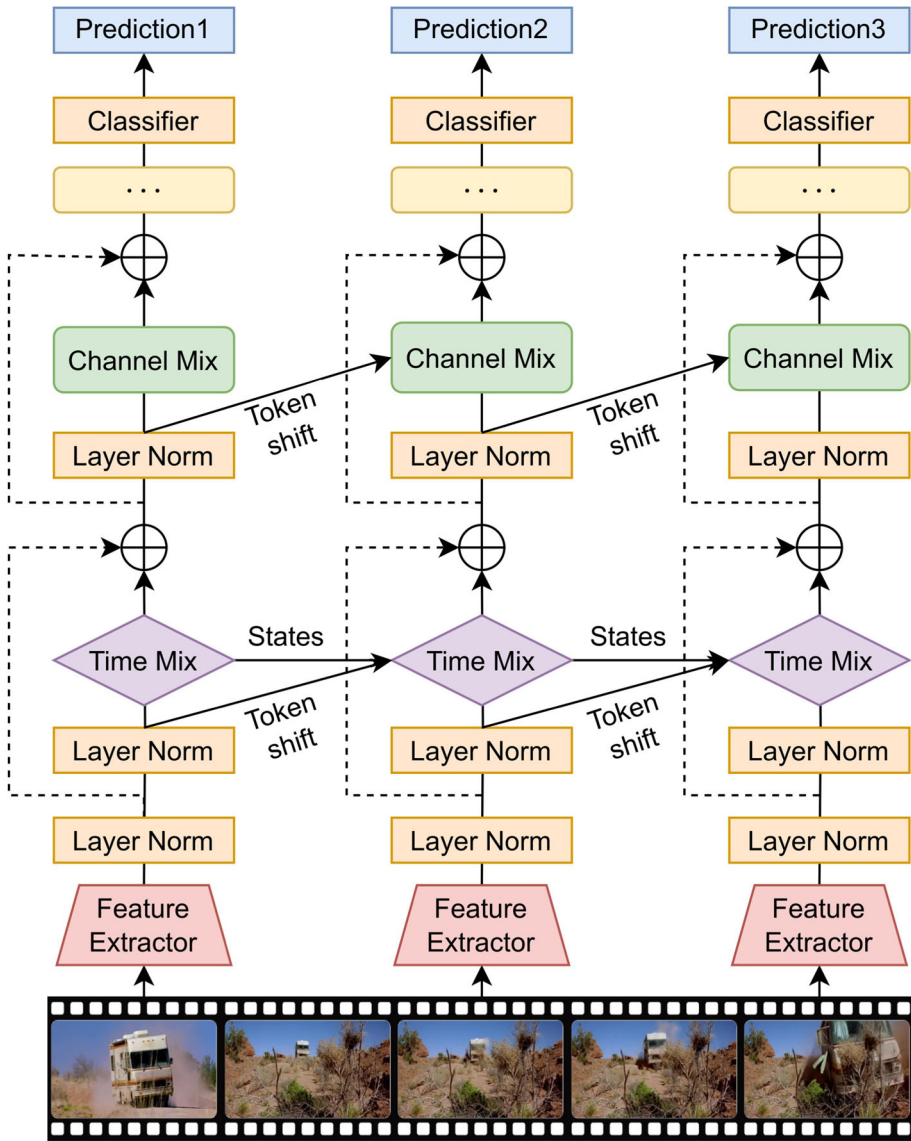 Prediction1 Prediction2 Prediction3
Classifier Classifier Classifier
... ... ...
Channel Mix Channel Mix Channel Mix
Token shift Token shift
Layer Norm Layer Norm Layer Norm
States States
Time Mix Time Mix Time Mix
Token shift Token shift
Layer Norm Layer Norm Layer Norm
Layer Norm Layer Norm Layer Norm
Feature Feature Feature
Extractor Extractor Extractor